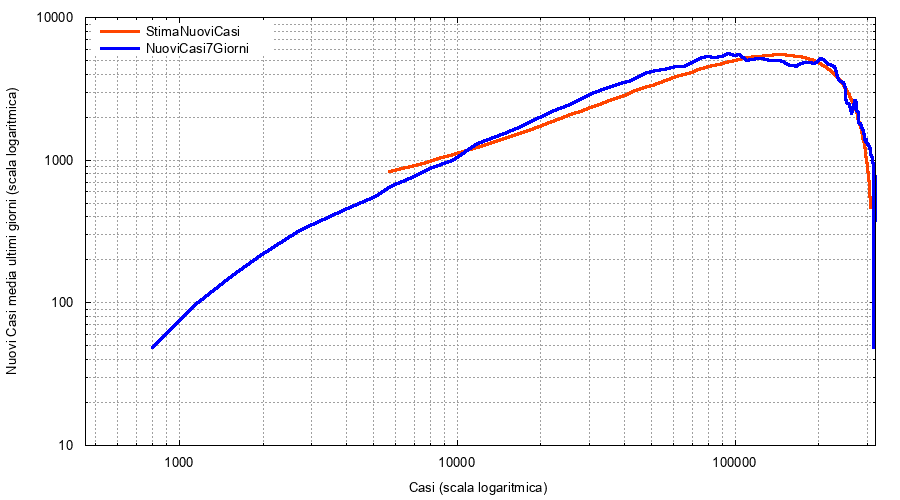 10000
1000
100
10
StimaNuoviCasi
NuoviCasi7Giorni
Nuovi Casi media ultimi giorni (scala logaritmica)
1000 10000 100000
Casi (scala logaritmica)